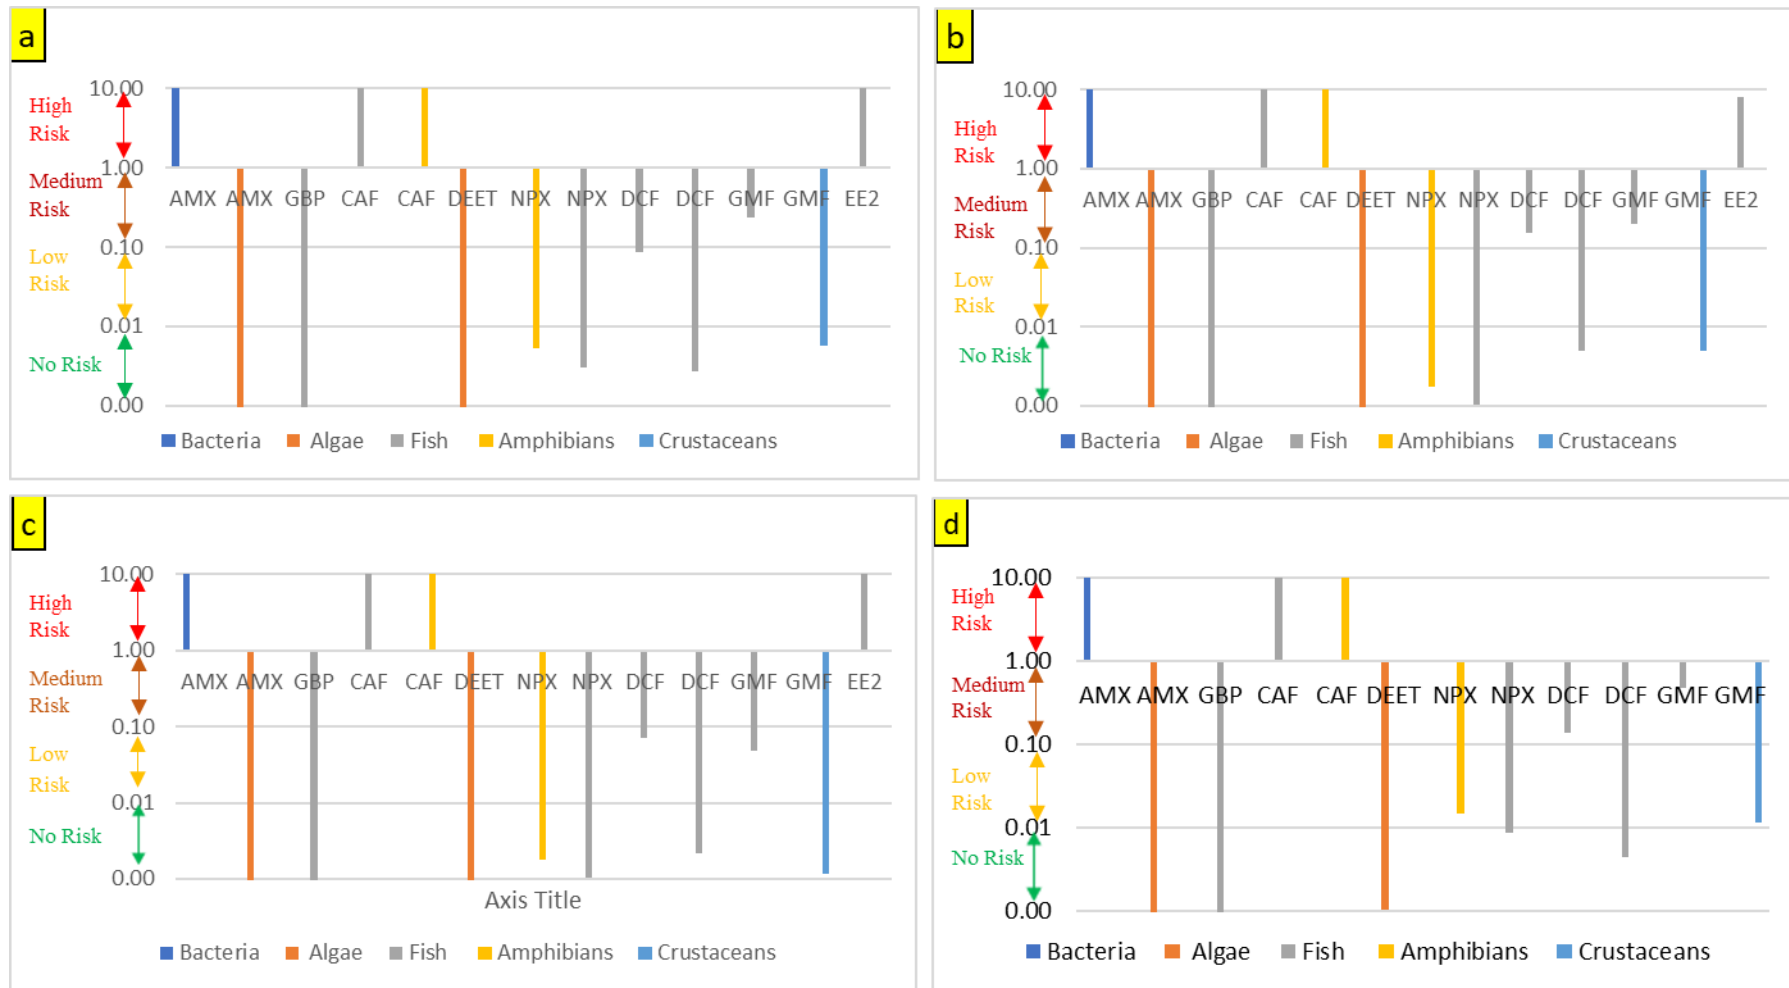 a
10.00
High
Risk
1.00
Medium
Risk
AMX AMX GBP CAF CAF DEET NPX NPX DCF DCF GMF GMF EE2
0.10
Low
Risk
0.01
No Risk
0.00
Bacteria Algae Fish Amphibians Crustaceans
b
10.00
High
Risk
1.00
Medium
Risk
AMX AMX GBP CAF CAF DEET NPX NPX DCF DCF GMF GMF EE2
0.10
Low
Risk
0.01
No Risk
0.00
Bacteria Algae Fish Amphibians Crustaceans
c
10.00
High
Risk
1.00
Medium
Risk
AMX AMX GBP CAF CAF DEET NPX NPX DCF DCF GMF GMF EE2
0.10
Low
Risk
0.01
No Risk
0.00
Axis Title
Bacteria Algae Fish Amphibians Crustaceans
d
10.00
High
Risk
1.00
Medium
Risk
AMX AMX GBP CAF CAF DEET NPX NPX DCF DCF GMF GMF
0.10
Low
Risk
0.01
No Risk
0.00
Bacteria Algae Fish Amphibians Crustaceans